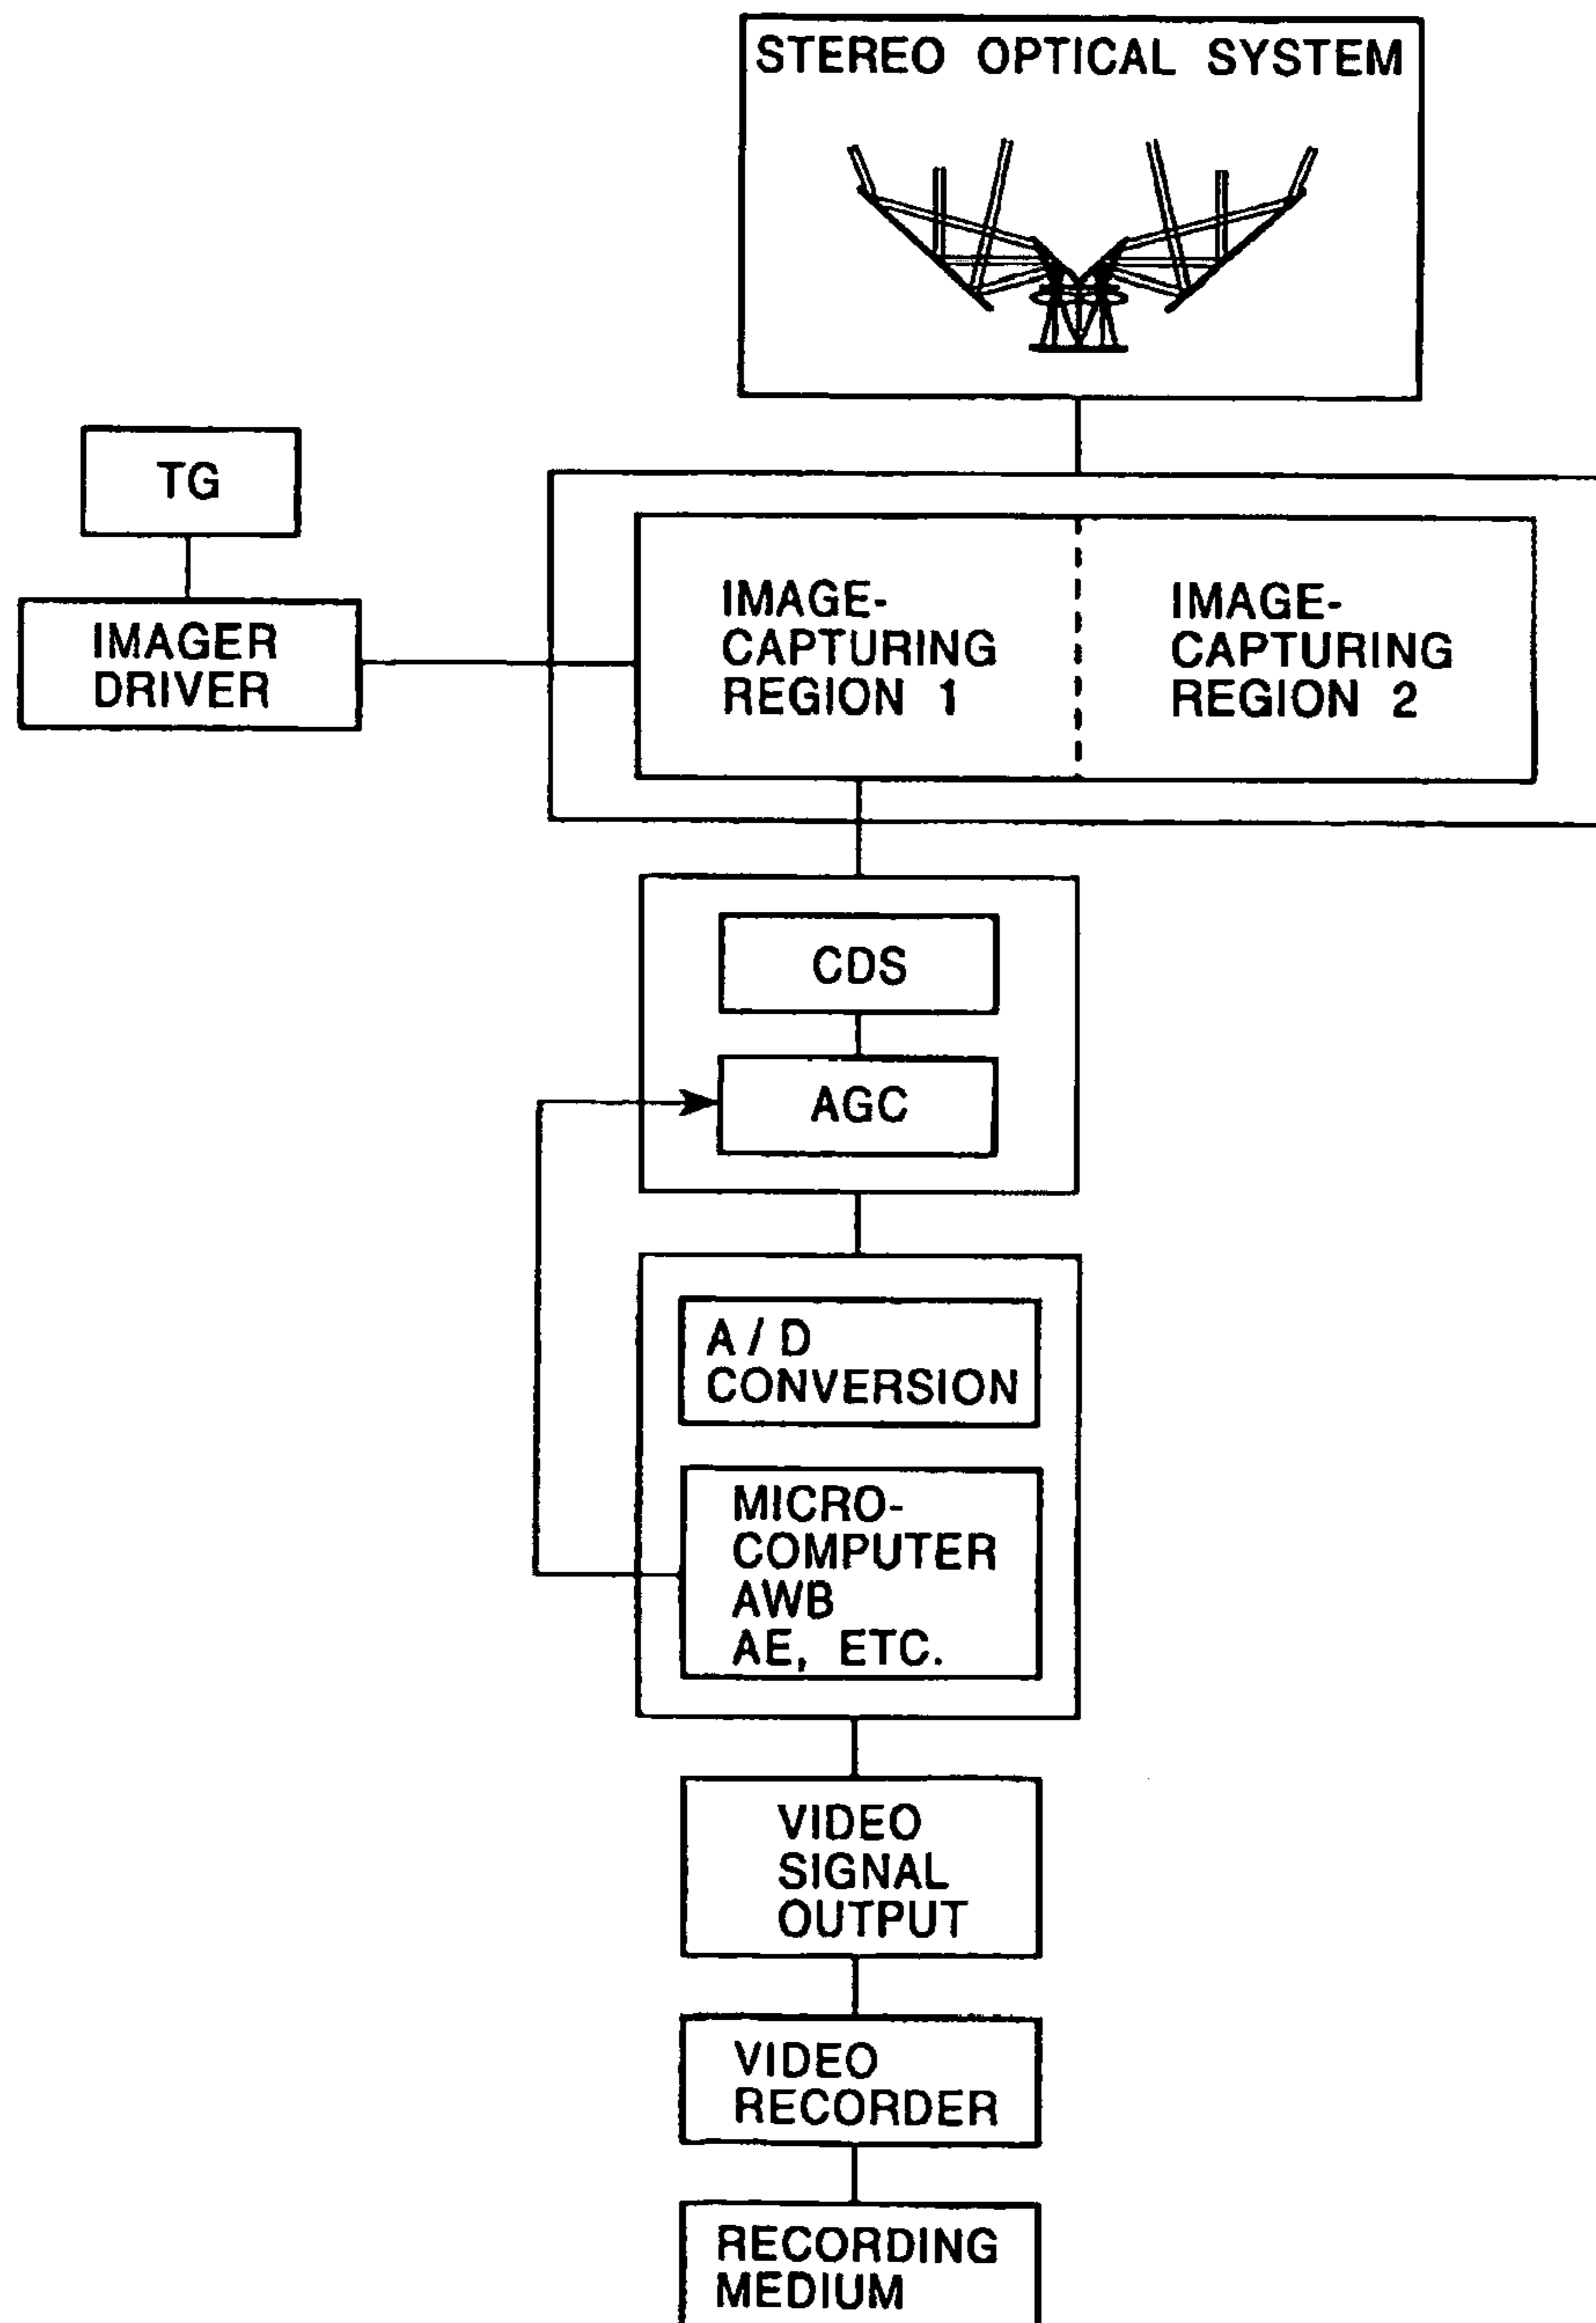 STEREO OPTICAL SYSTEM
TG
IMAGER
DRIVER
IMAGE-
CAPTURING
REGION 1
IMAGE-
CAPTURING
REGION 2
CDS
AGC
A / D
CONVERSION
MICRO-
COMPUTER
AWB
AE, ETC.
VIDEO
SIGNAL
OUTPUT
VIDEO
RECORDER
RECORDING
MEDIUM